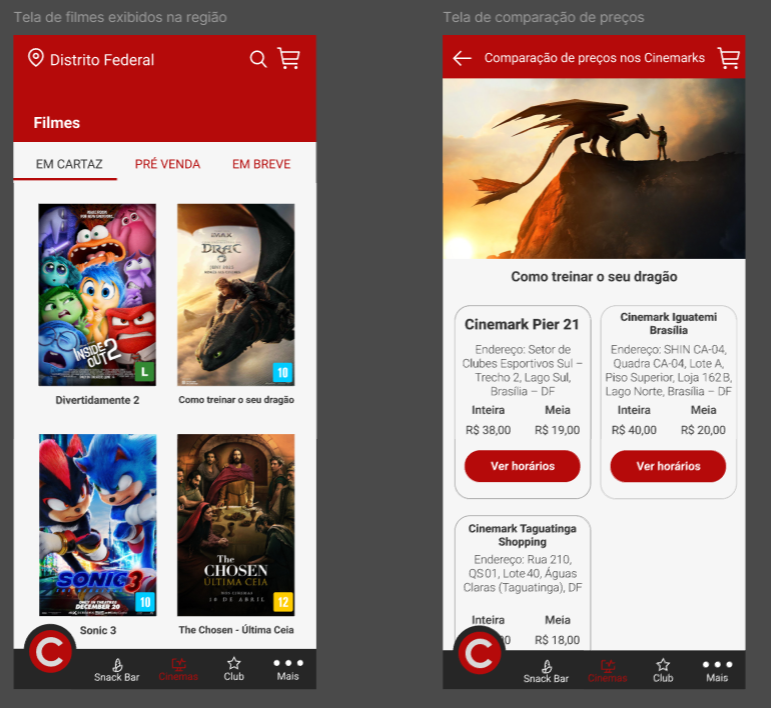 Tela de filmes exibidos na região
Distrito Federal
Filmes
EM CARTAZ
PRÉ VENDA
EM BREVE
INSIDE
OUT 2
L
Divertidamente 2
IMAX
10
Como treinar o seu dragão
SONIC 3
DECEMBER 20
10
Sonic 3
The
CHOSEN
ÚLTIMA CEIA
10 DE ABRIL
12
The Chosen - Última Ceia
C
Snack Bar
Cinemas
Club
Mais
Tela de comparação de preços
Comparação de preços nos Cinemarks
Como treinar o seu dragão
Cinemark Pier 21
Endereço: Setor de
Clubes Esportivos Sul –
Trecho 2, Lago Sul,
Brasília – DF
Inteira
Meia
R$ 38,00
R$ 19,00
Ver horários
Cinemark Iguatemi
Brasília
Endereço: SHIN CA-04,
Quadra CA-04, Lote A,
Piso Superior, Loja 162B,
Lago Norte, Brasília – DF
Inteira
Meia
R$ 40,00
R$ 20,00
Ver horários
Cinemark Taguatinga
Shopping
Endereço: Rua 210,
QS 01, Lote 40, Águas
Claras (Taguatinga), DF
Inteira
Meia
R$ 18,00
C
Snack Bar
Cinemas
Club
Mais